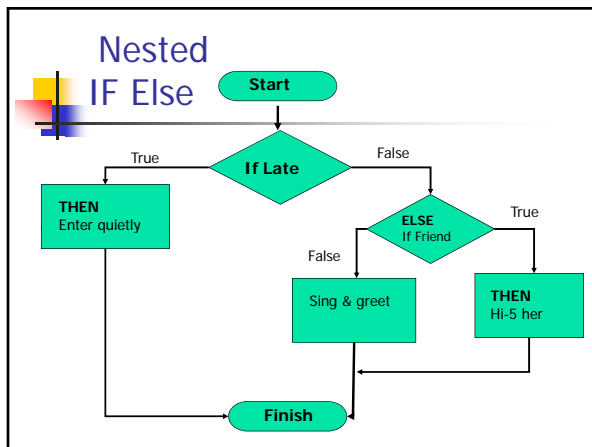 Nested
IF Else
Start
If Late
True
False
THEN
Enter quietly
ELSE
If Friend
True
False
Sing & greet
THEN
Hi-5 her
Finish